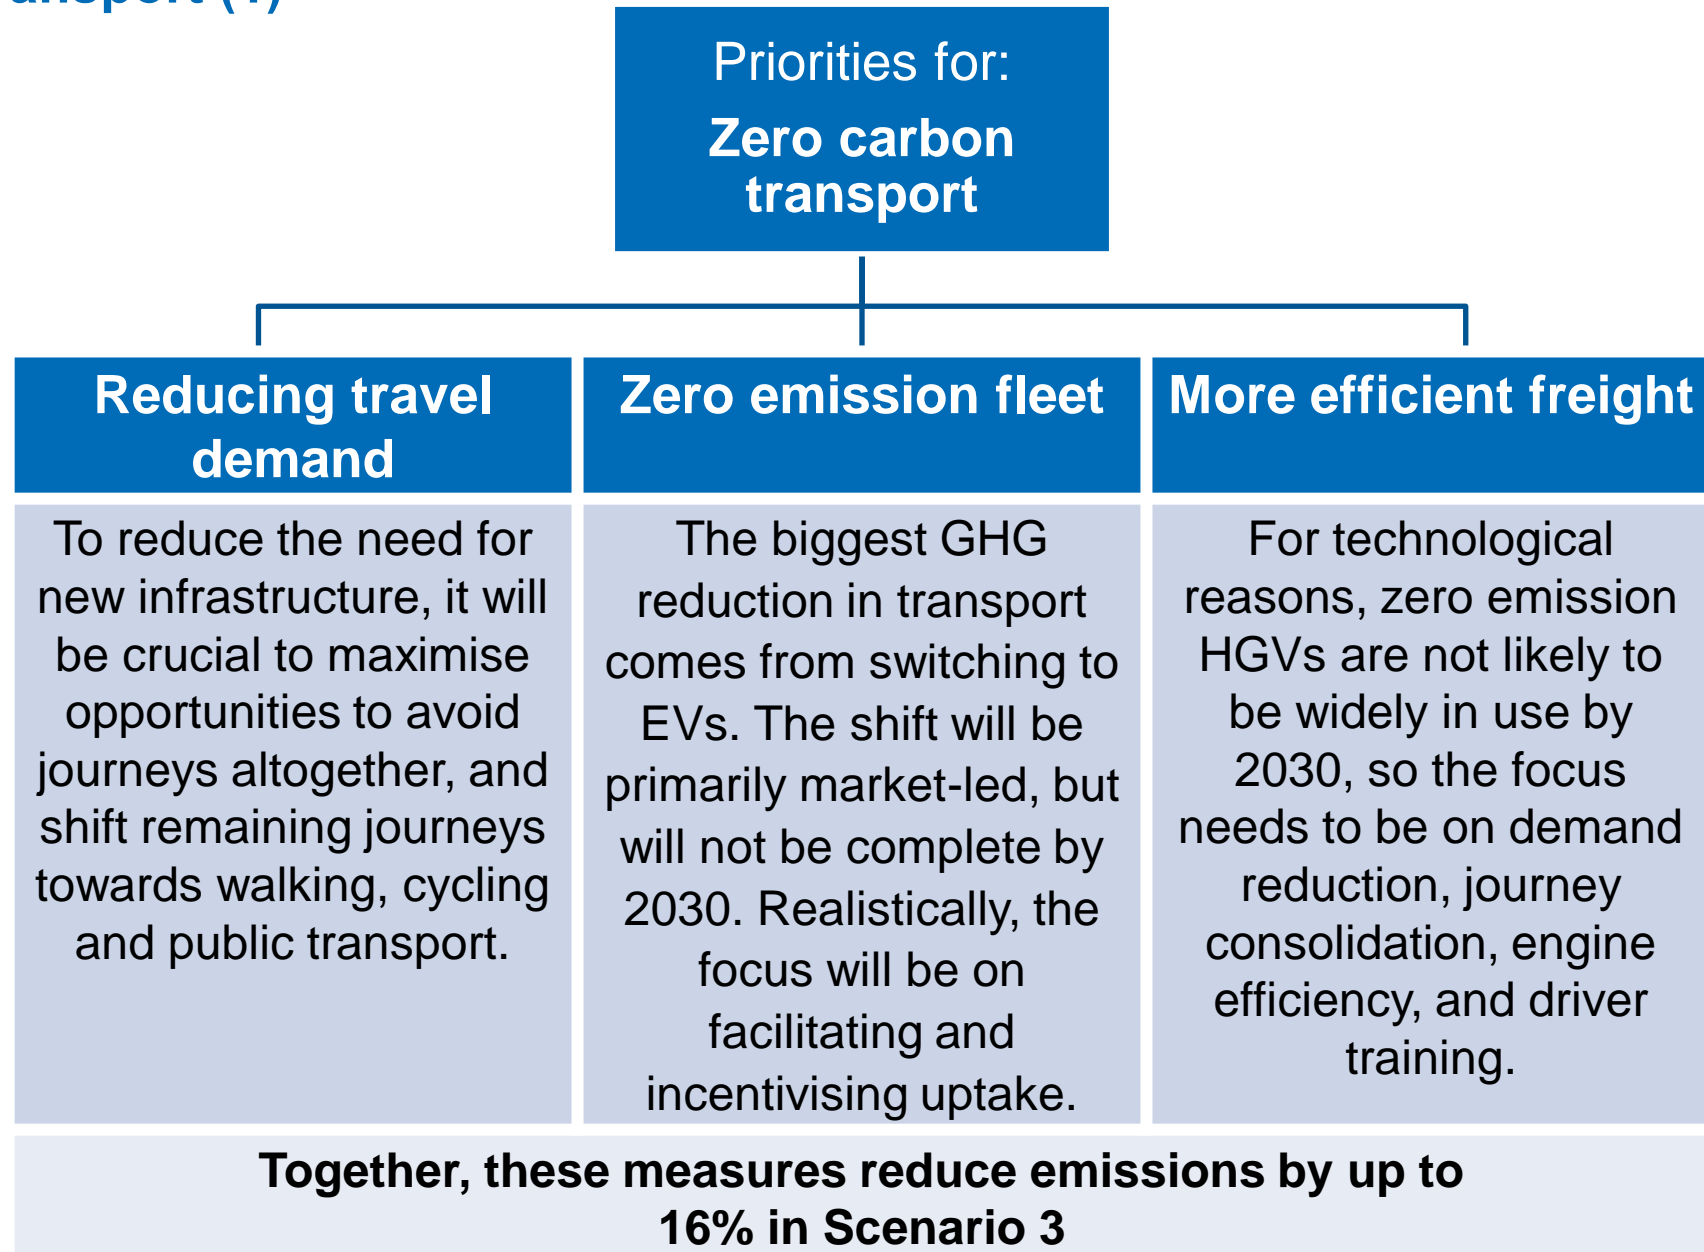 (1)
Priorities for:
Zero carbon
transport
Reducing travel
demand
To reduce the need for
new infrastructure, it will
be crucial to maximise
opportunities to avoid
journeys altogether, and
shift remaining journeys
towards walking, cycling
and public transport.
Zero emission fleet
The biggest GHG
reduction in transport
comes from switching to
EVs. The shift will be
primarily market-led, but
will not be complete by
2030. Realistically, the
focus will be on
facilitating and
incentivising uptake.
More efficient freight
For technological
reasons, zero emission
HGVs are not likely to
be widely in use by
2030, so the focus
needs to be on demand
reduction, journey
consolidation, engine
efficiency, and driver
training.
Together, these measures reduce emissions by up to
16% in Scenario 3